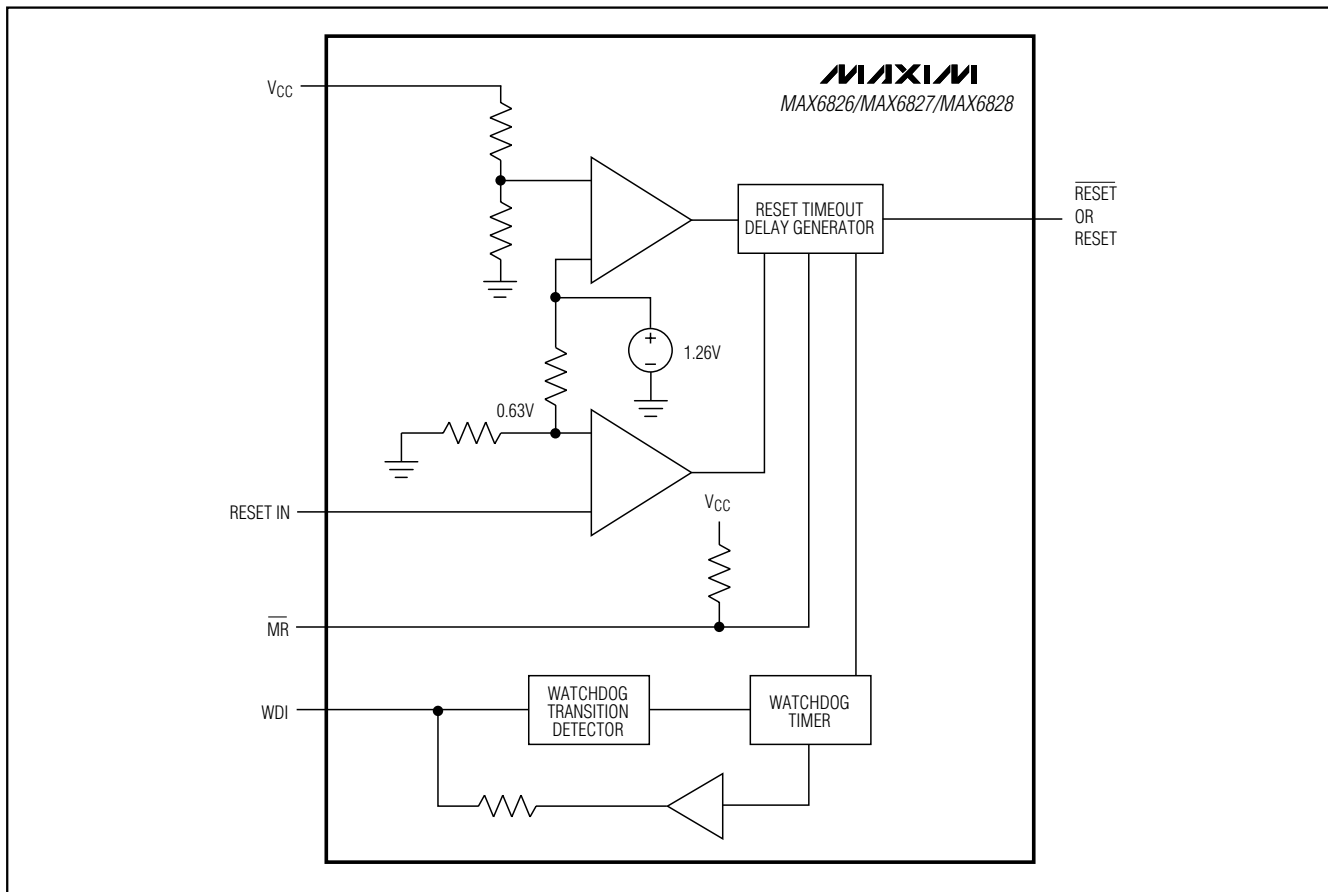 MAXIM
MAX6826/MAX6827/MAX6828
VCC
RESET TIMEOUT
DELAY GENERATOR
RESET
OR
RESET
1.26V
0.63V
RESET IN
VCC
MR
WDI
WATCHDOG
TRANSITION
DETECTOR
WATCHDOG
TIMER
+
−